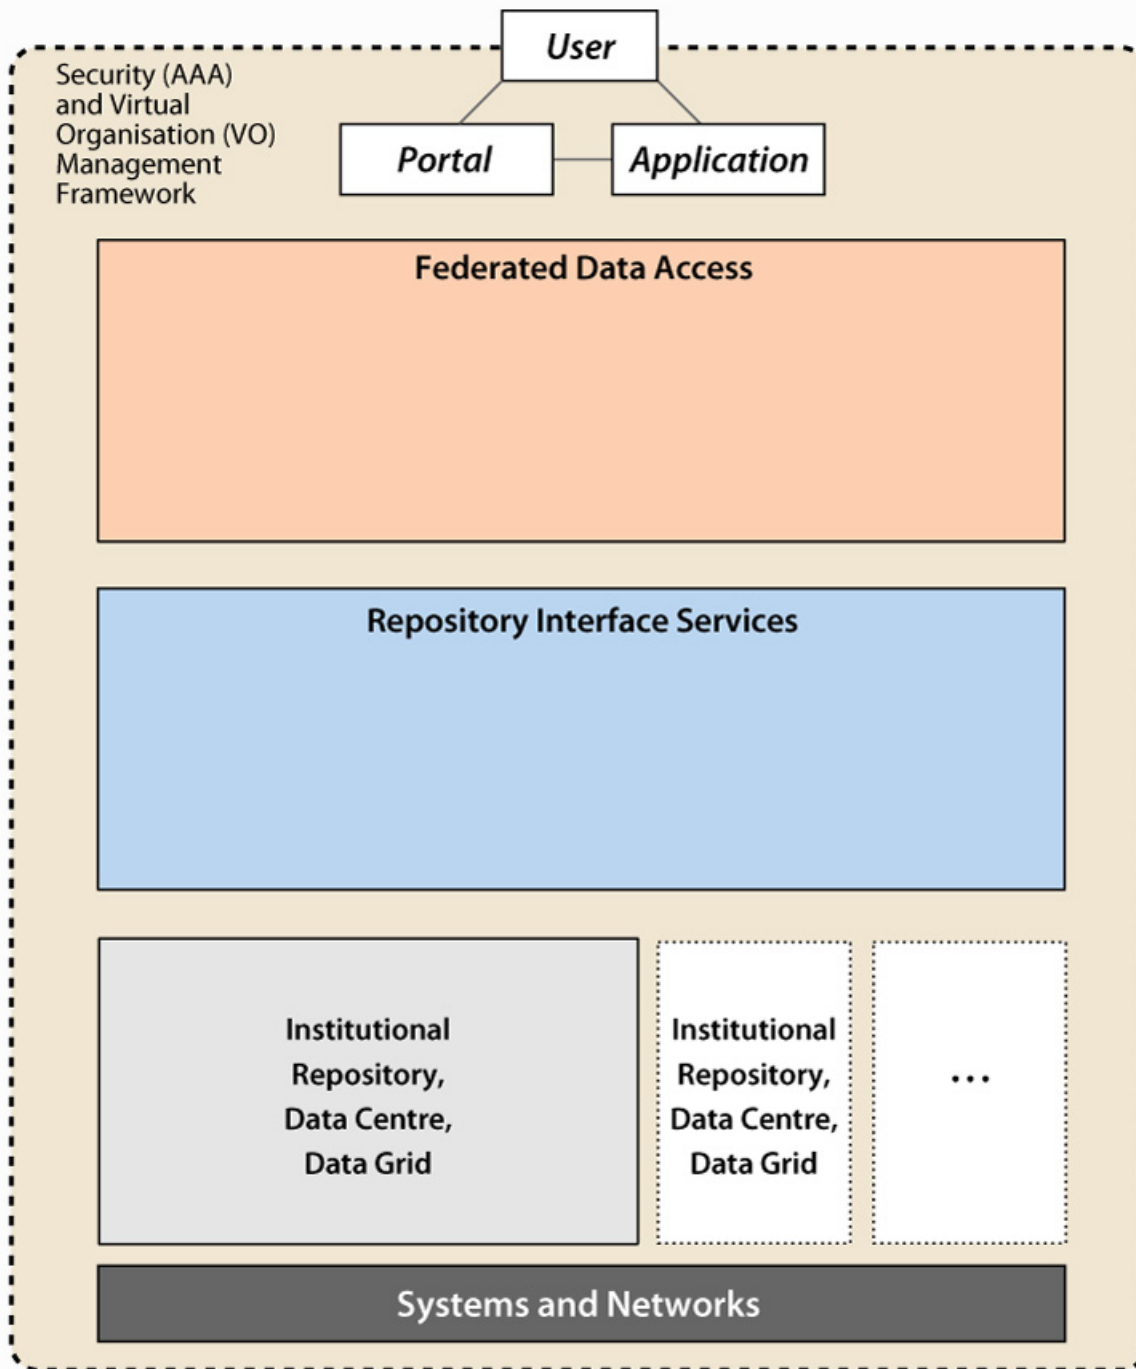 User
Security (AAA)
and Virtual
Organisation (VO)
Management
Framework
Portal
Application
Federated Data Access
Repository Interface Services
Institutional
Repository,
Data Centre,
Data Grid
Institutional
Repository,
Data Centre,
Data Grid
...
Systems and Networks